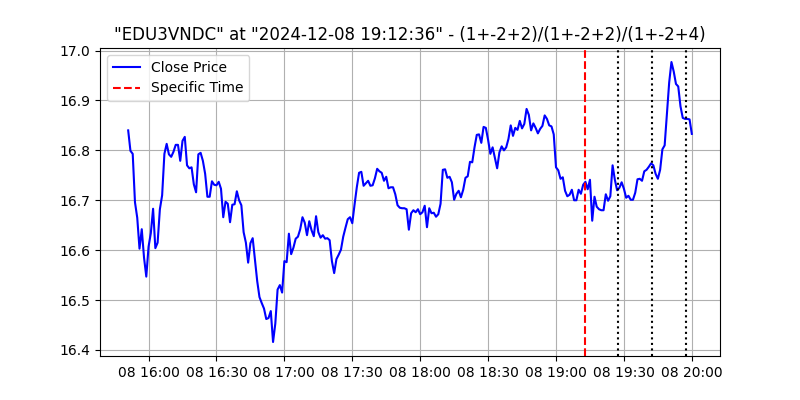 "EDU3VNDC" at "2024-12-08 19:12:36" - (1+-2+2)/(1+-2+2)/(1+-2+4)
Close Price
Specific Time
17.0
16.9
16.8
16.7
16.6
16.5
16.4
08 16:00 08 16:30 08 17:00 08 17:30 08 18:00 08 18:30 08 19:00 08 19:30 08 20:00